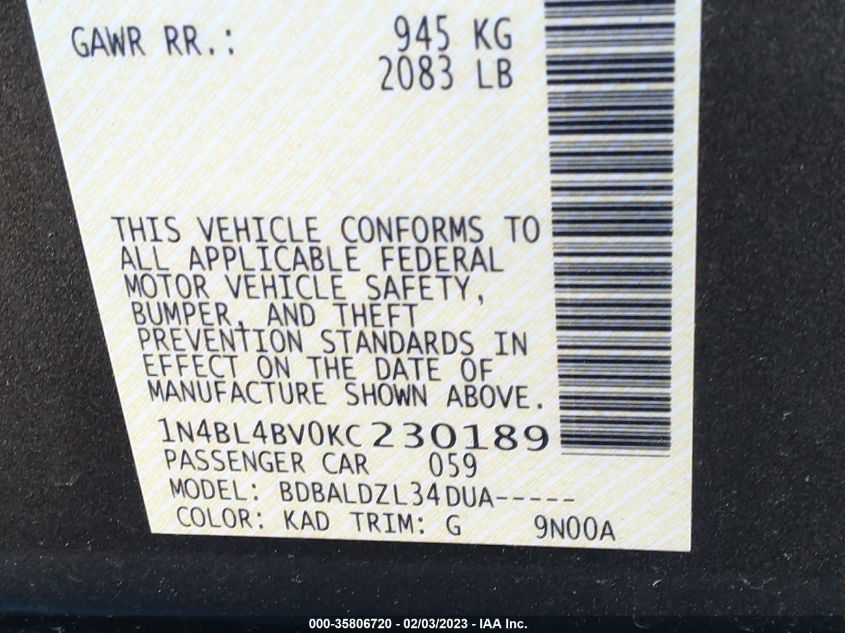 GAWR RR.: 945 KG
2083 LB
THIS VEHICLE CONFORMS TO
ALL APPLICABLE FEDERAL
MOTOR VEHICLE SAFETY,
BUMPER, AND THEFT
PREVENTION STANDARDS IN
EFFECT ON THE DATE OF
MANUFACTURE SHOWN ABOVE.
1N4BL4BV0KC230189
PASSENGER CAR 059
MODEL: BDBALDZL34DUA-----
COLOR: KAD TRIM: G 9N00A
000-35806720 - 02/03/2023 - IAA Inc.